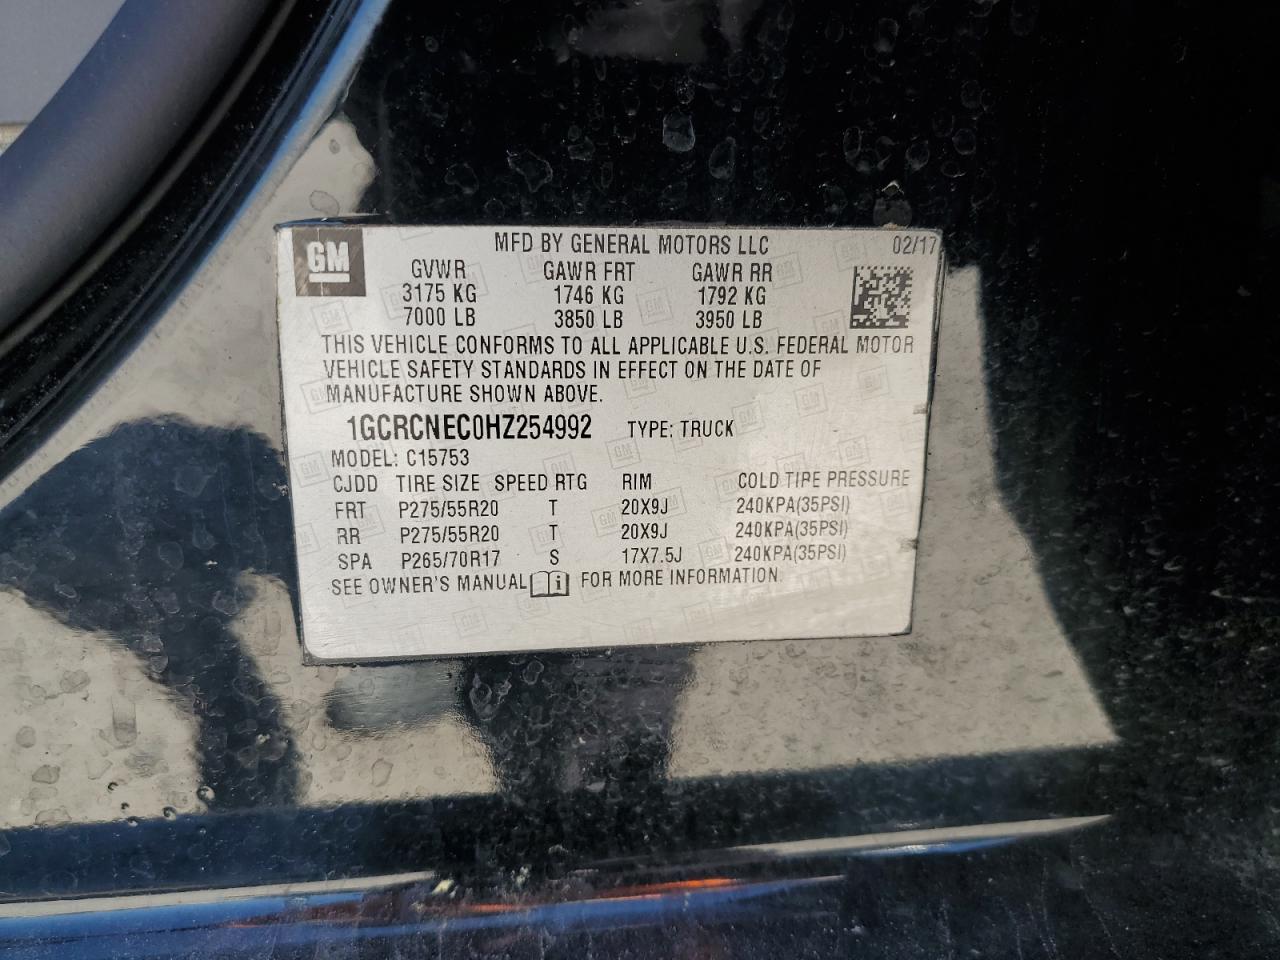 GM MFD BY GENERAL MOTORS LLC 02/17
GVWR GAWR FRT GAWR RR
3175 KG 1746 KG 1792 KG
7000 LB 3850 LB 3950 LB
THIS VEHICLE CONFORMS TO ALL APPLICABLE U.S. FEDERAL MOTOR
VEHICLE SAFETY STANDARDS IN EFFECT ON THE DATE OF
MANUFACTURE SHOWN ABOVE.
1GCRCNEC0HZ254992 TYPE: TRUCK
MODEL: C15753
CJDD TIRE SIZE SPEED RTG RIM COLD TIPE PRESSURE
FRT P275/55R20 T 20X9J 240KPA(35PSI)
RR P275/55R20 T 20X9J 240KPA(35PSI)
SPA P265/70R17 S 17X7.5J 240KPA(35PSI)
SEE OWNER'S MANUAL i FOR MORE INFORMATION.